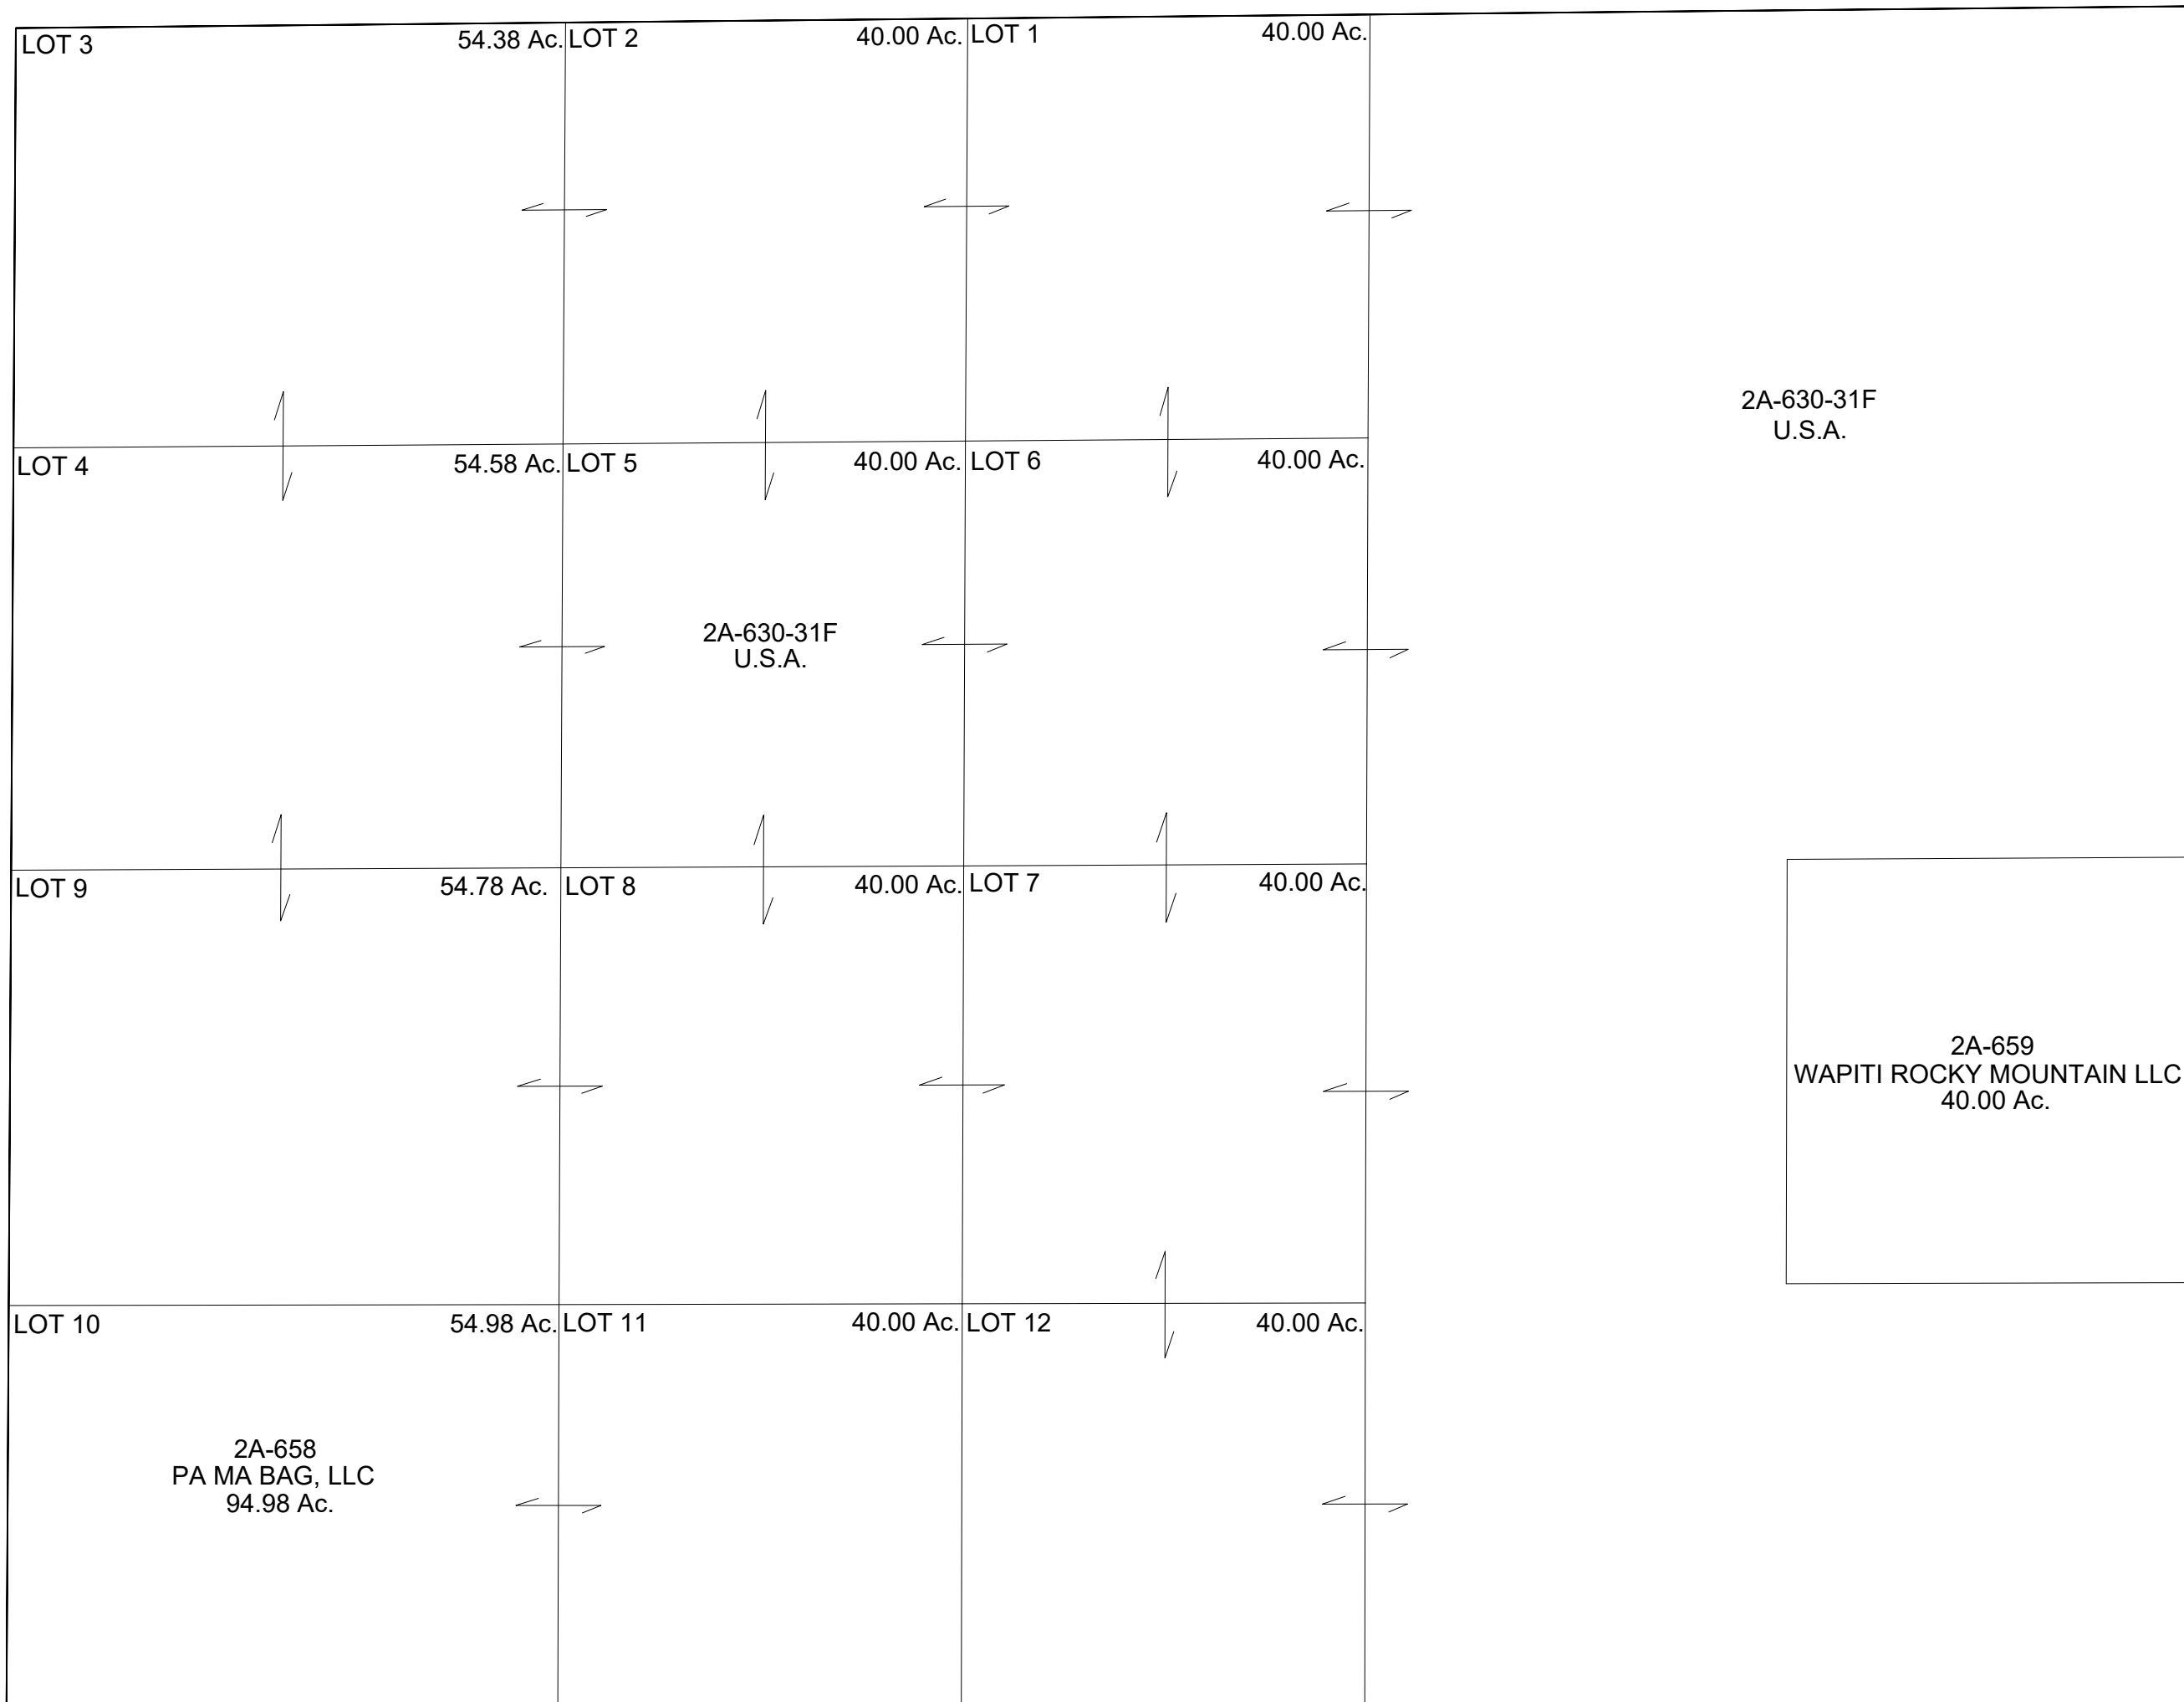 LOT 3
54.38 Ac.
LOT 2
40.00 Ac.
LOT 1
40.00 Ac.
2A-630-31F
U.S.A.
LOT 4
54.58 Ac.
LOT 5
40.00 Ac.
LOT 6
40.00 Ac.
2A-630-31F
U.S.A.
LOT 9
54.78 Ac.
LOT 8
40.00 Ac.
LOT 7
40.00 Ac.
2A-659
WAPITI ROCKY MOUNTAIN LLC
40.00 Ac.
LOT 10
54.98 Ac.
LOT 11
40.00 Ac.
LOT 12
40.00 Ac.
2A-658
PA MA BAG, LLC
94.98 Ac.